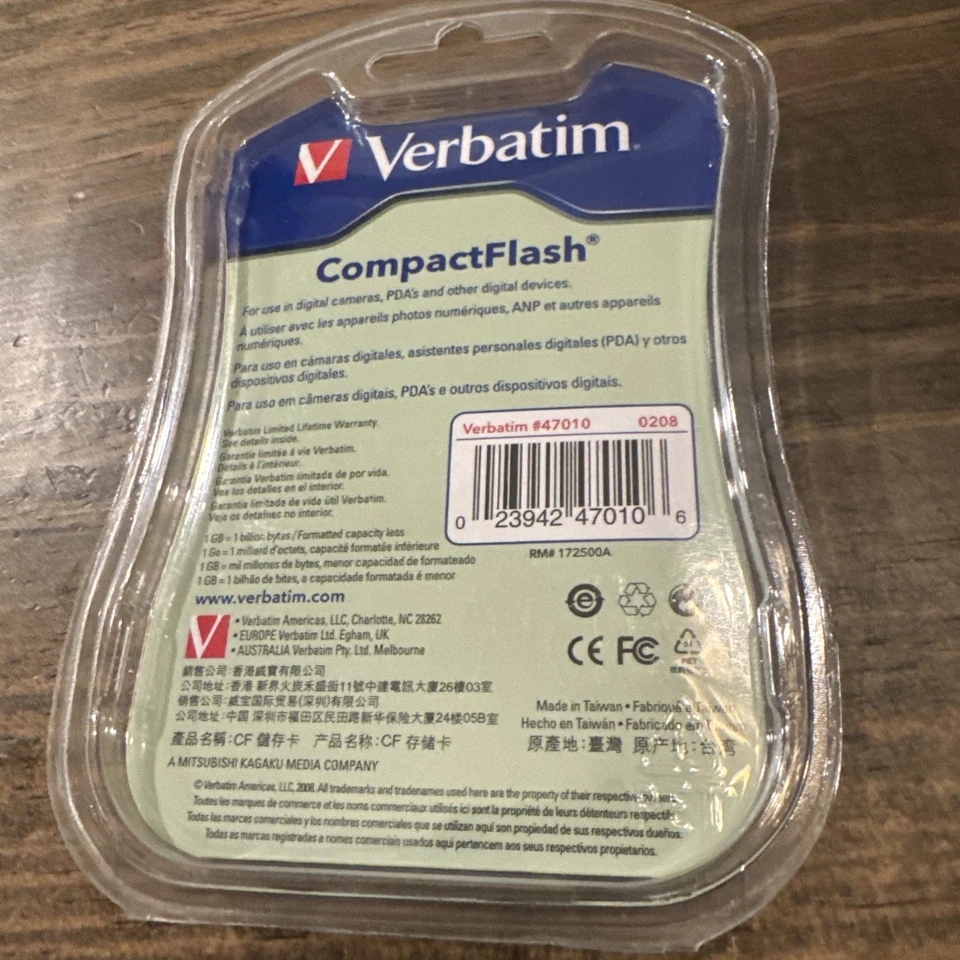 Verbatim.
CompactFlash®
For use in digital cameras, PDA's and other digital devices.
À utiliser avec les appareils photos numériques, ANP et autres appareils
numériques.
Para uso en cámaras digitales, asistentes personales digitales (PDA) y otros
dispositivos digitales.
Para uso em câmeras digitais, PDA's e outros dispositivos digitais.
Verbatim Limited Lifetime Warranty.
See details inside.
Garantie limitée à vie Verbatim.
Détails à l'intérieur.
Garantía Verbatim limitada de por vida.
Vea los detalles en el interior.
Garantia limitada de vida útil Verbatim.
Veja os detalhes no interior.
Verbatim #47010 0208
0 23942 47010 6
RM# 172500A
1 GB = 1 billion bytes / Formatted capacity less
1 Go = 1 milliard d'octets, capacité formatée inférieure
1 GB = mil millones de bytes, menor capacidad de formateado
1 GB = 1 bilhão de bites, a capacidade formatada é menor
www.verbatim.com
• Verbatim Americas, LLC, Charlotte, NC 28262
• EUROPE Verbatim Ltd. Egham, UK
• AUSTRALIA Verbatim Pty. Ltd. Melbourne
CE FC
PET
銷售公司:香港威寶有限公司
公司地址:香港 新界火炭禾盛街11號中建電訊大廈26樓03室
销售公司:威宝国际贸易(深圳)有限公司
公司地址:中国 深圳市福田区民田路新华保险大厦24楼05B室
產品名稱:CF 儲存卡 产品名称:CF 存储卡
Made in Taiwan • Fabriqué à Taiwan
Hecho en Taiwán • Fabricado em Taiwan
原產地:臺灣 原产地:台湾
A MITSUBISHI KAGAKU MEDIA COMPANY
© Verbatim Americas, LLC, 2008. All trademarks and tradenames used here are the property of their respective owners.
Toutes les marques de commerce et les noms commerciaux utilisés ici sont la propriété de leurs détenteurs respectifs.
Todas las marcas comerciales y los nombres comerciales que se utilizan aquí son propiedad de sus respectivos dueños.
Todas as marcas registradas e nomes comerciais usados aqui pertencem aos seus respectivos proprietarios.